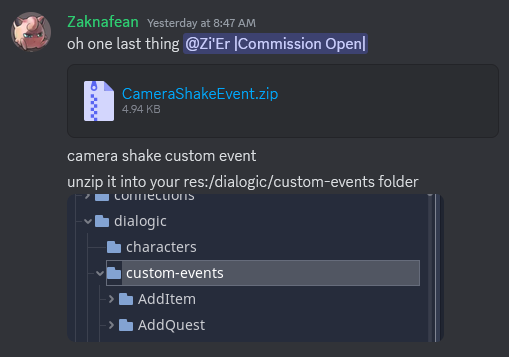 Zaknafean Yesterday at 8:47 AM
oh one last thing @Zi'Er |Commission Open|
CameraShakeEvent.zip
4.94 KB
camera shake custom event
unzip it into your res:/dialogic/custom-events folder
connections
dialogic
characters
custom-events
AddItem
AddQuest